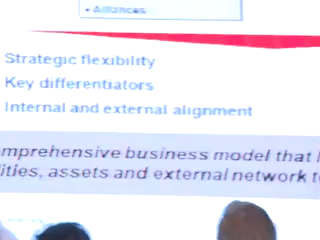 • Alliances
Strategic flexibility
Key differentiators
Internal and external alignment
mprehensive business model that
ities, assets and external network t